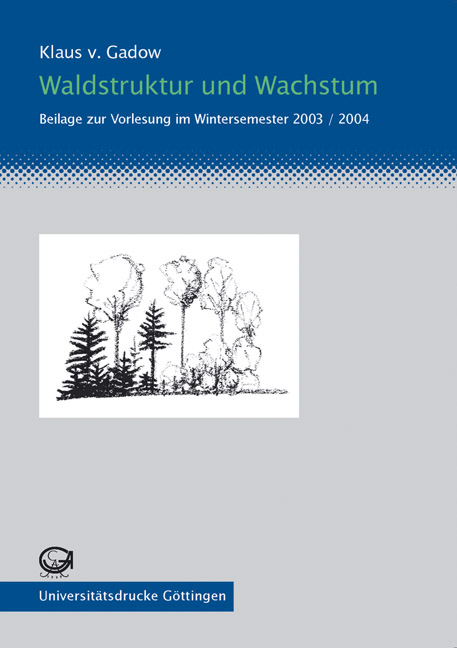 Klaus v. Gadow
Waldstruktur und Wachstum
Beilage zur Vorlesung im Wintersemester 2003 / 2004
Universitätsdrucke Göttingen